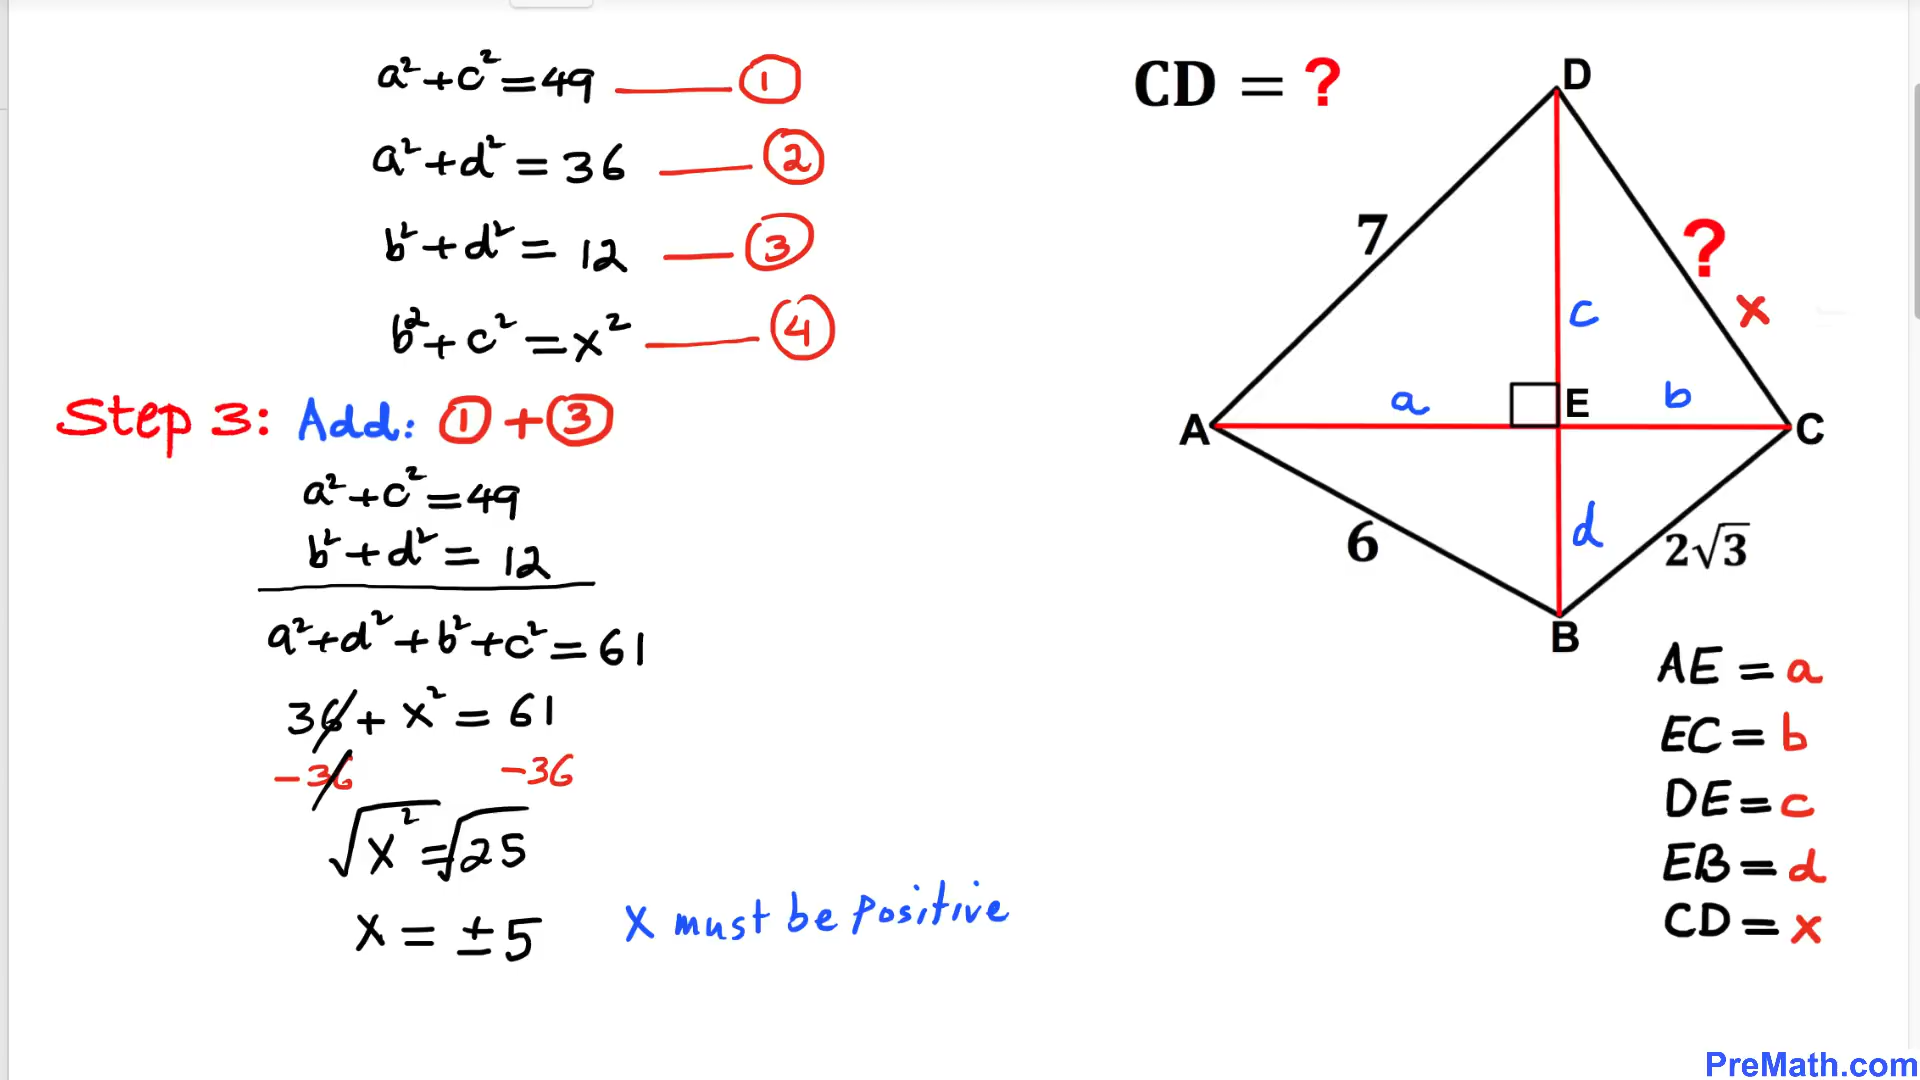 a²+c²=49 ——— ①
a²+d²=36 ——— ②
b²+d²=12 ——— ③
b²+c²=x² ——— ④
Step 3: Add: ①+③
a²+c²=49
b²+d²=12
a²+d²+b²+c²=61
36+x²=61
-36 -36
√x²=√25
x=±5 X must be positive
CD = ?
D
7
?
x
c
a
E
b
A
C
6
d
2√3
B
AE = a
EC = b
DE = c
EB = d
CD = x
PreMath.com